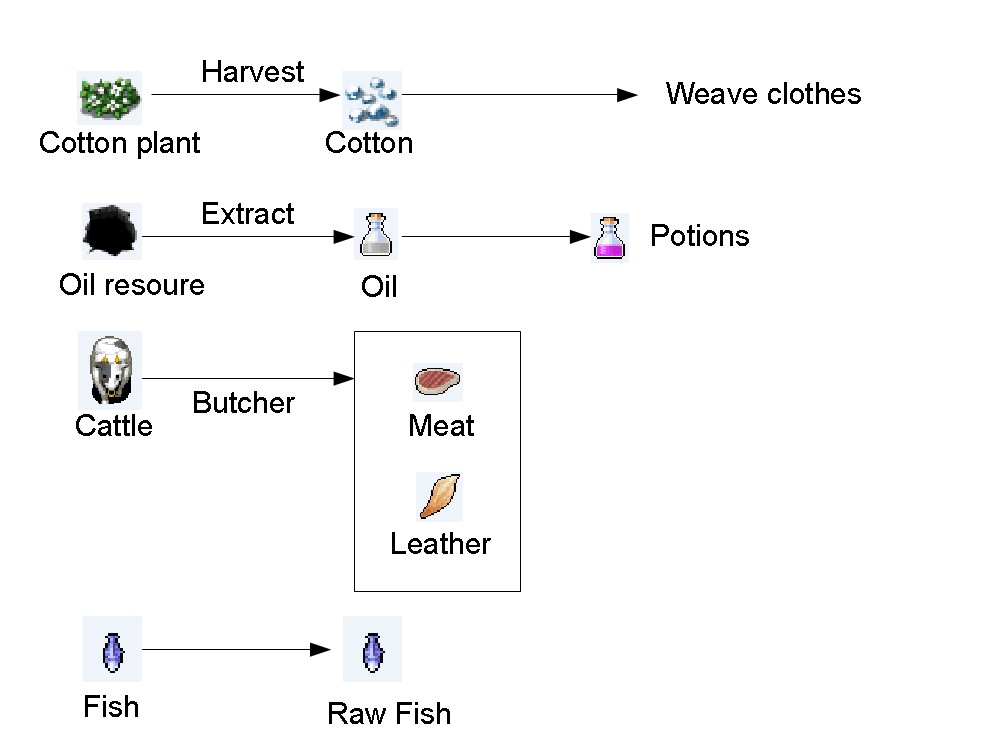 Harvest
Weave clothes
Cotton plant
Cotton
Extract
Potions
Oil resoure
Oil
Butcher
Cattle
Meat
Leather
Fish
Raw Fish